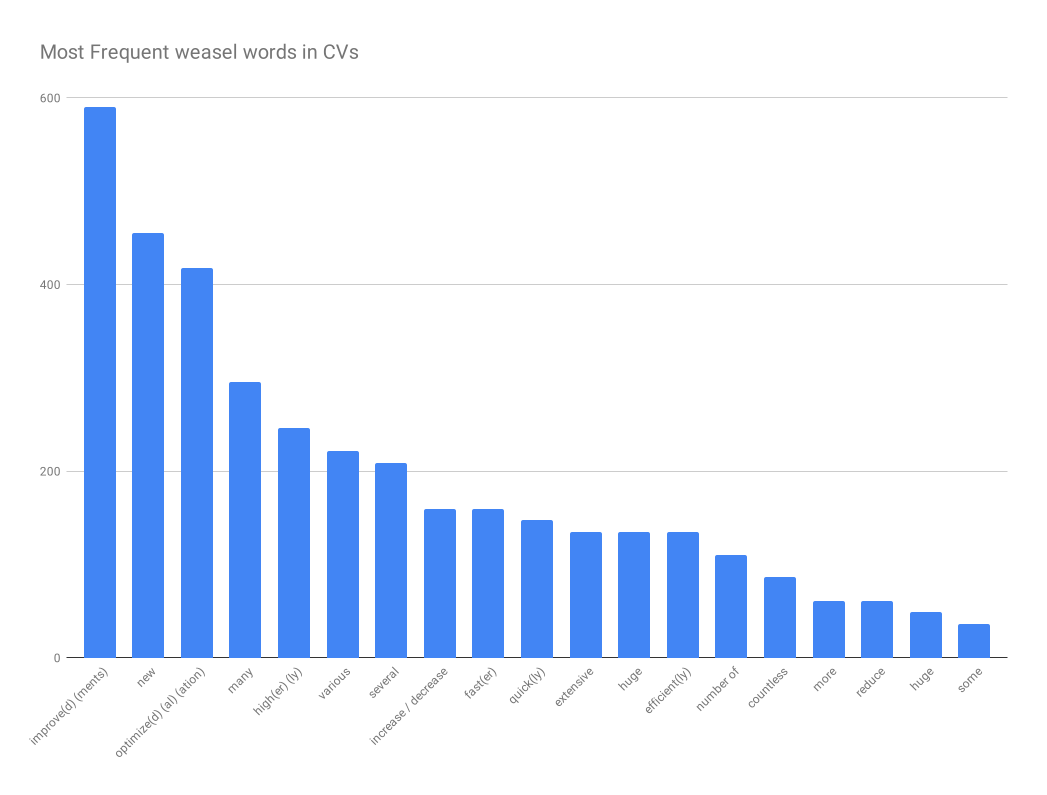 Most Frequent weasel words in CVs
600
400
200
0
improve(d) (ments)
new
optimize(d) (al) (ation)
many
high(er) (ly)
various
several
increase / decrease
fast(er)
quick(ly)
extensive
huge
efficient(ly)
number of
countless
more
reduce
huge
some